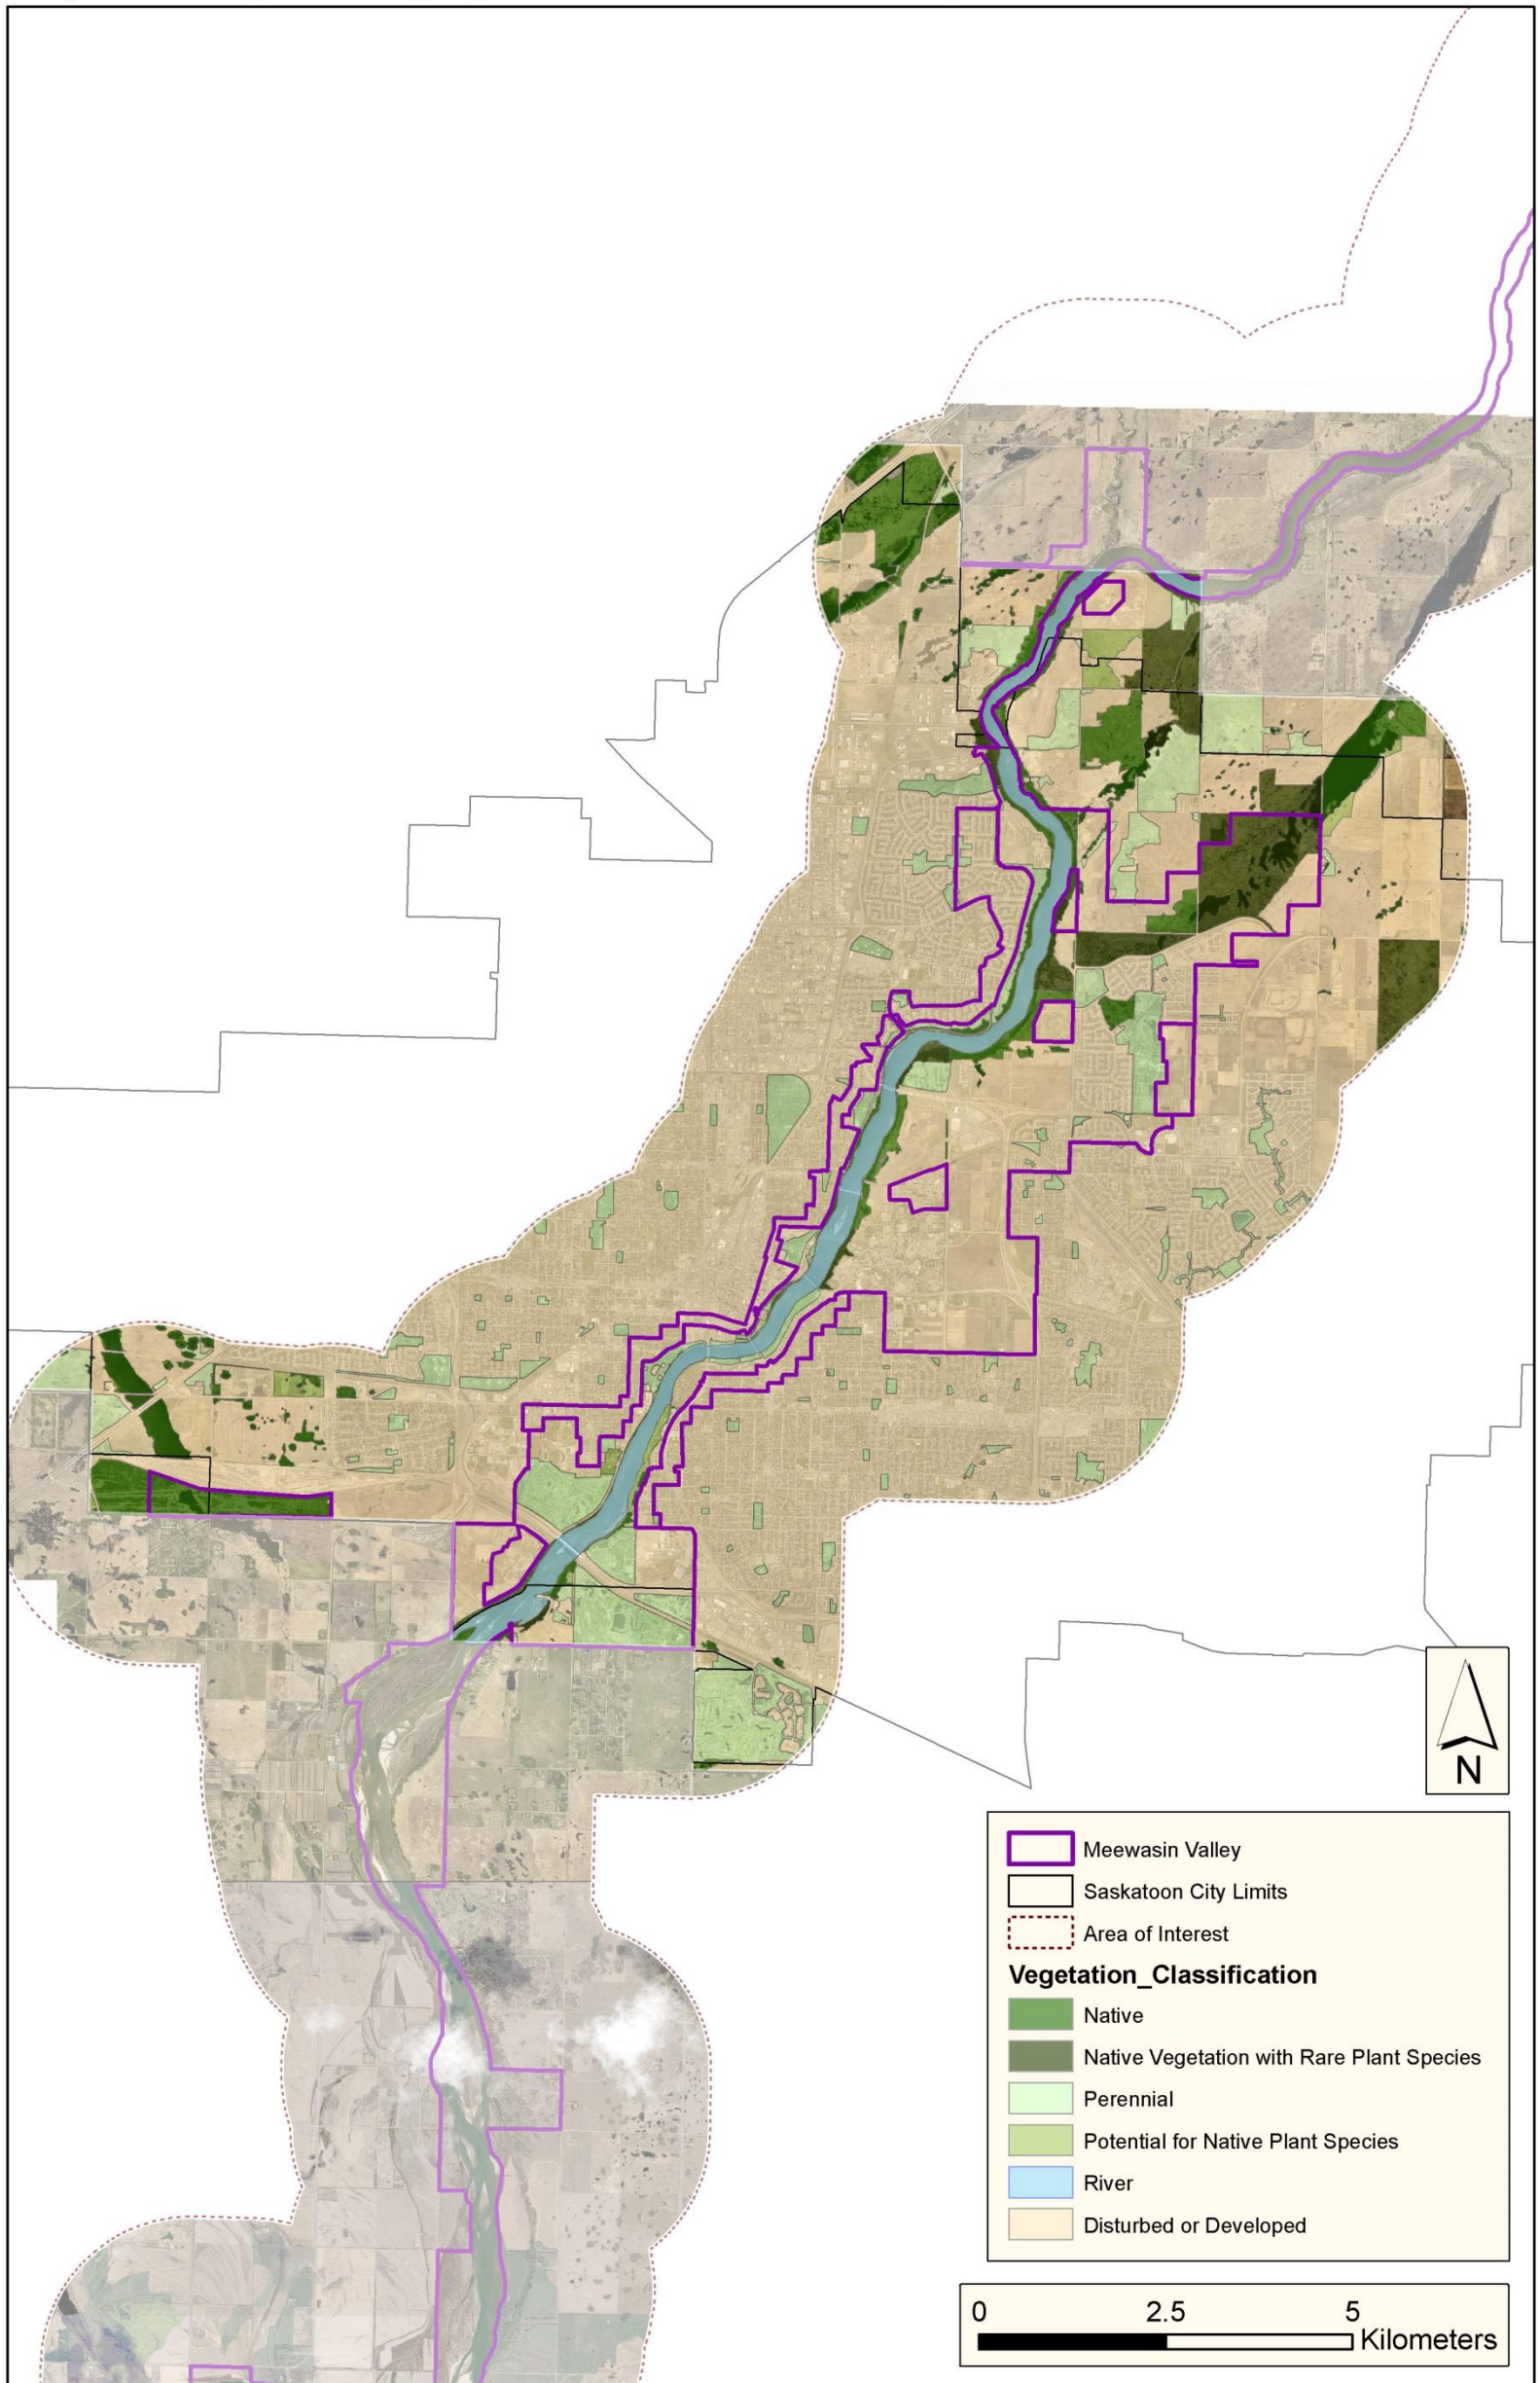 N
Meewasin Valley
Saskatoon City Limits
Area of Interest
Vegetation_Classification
Native
Native Vegetation with Rare Plant Species
Perennial
Potential for Native Plant Species
River
Disturbed or Developed
0 2.5 5
Kilometers